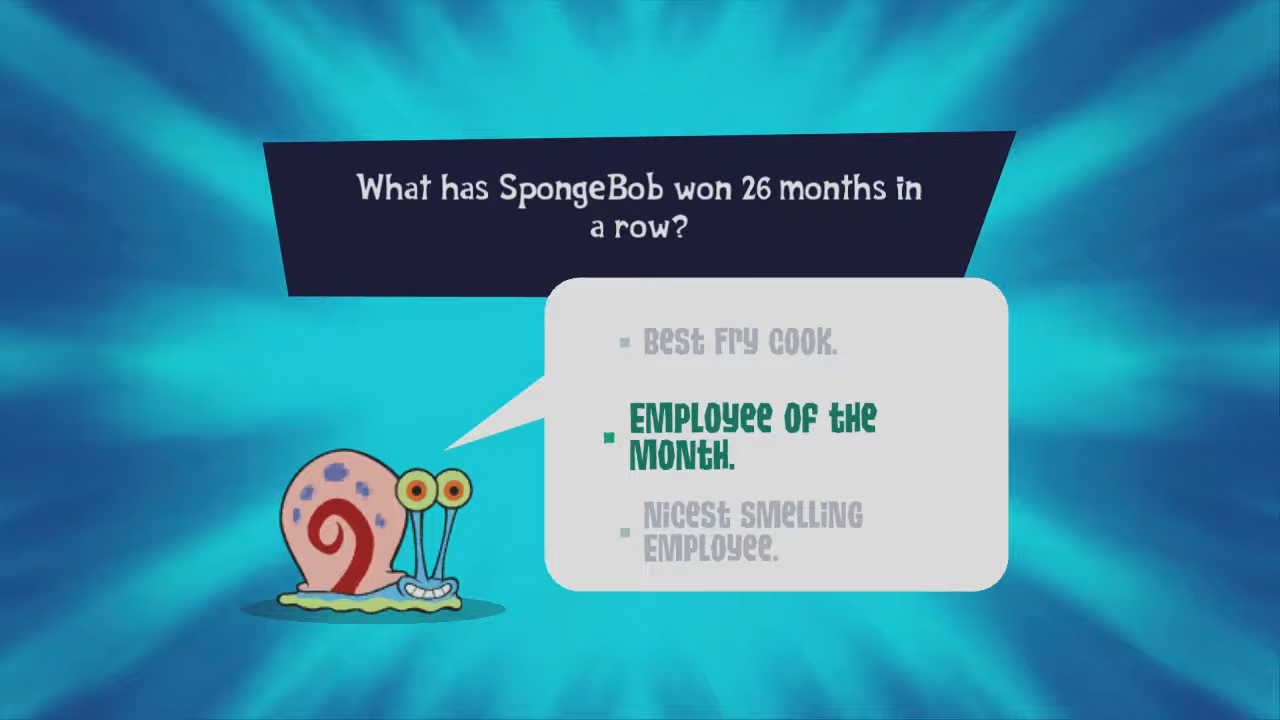 What has SpongeBob won 26 months in
a row?
Best Fry Cook.
Employee of the
Month.
Nicest Smelling
Employee.